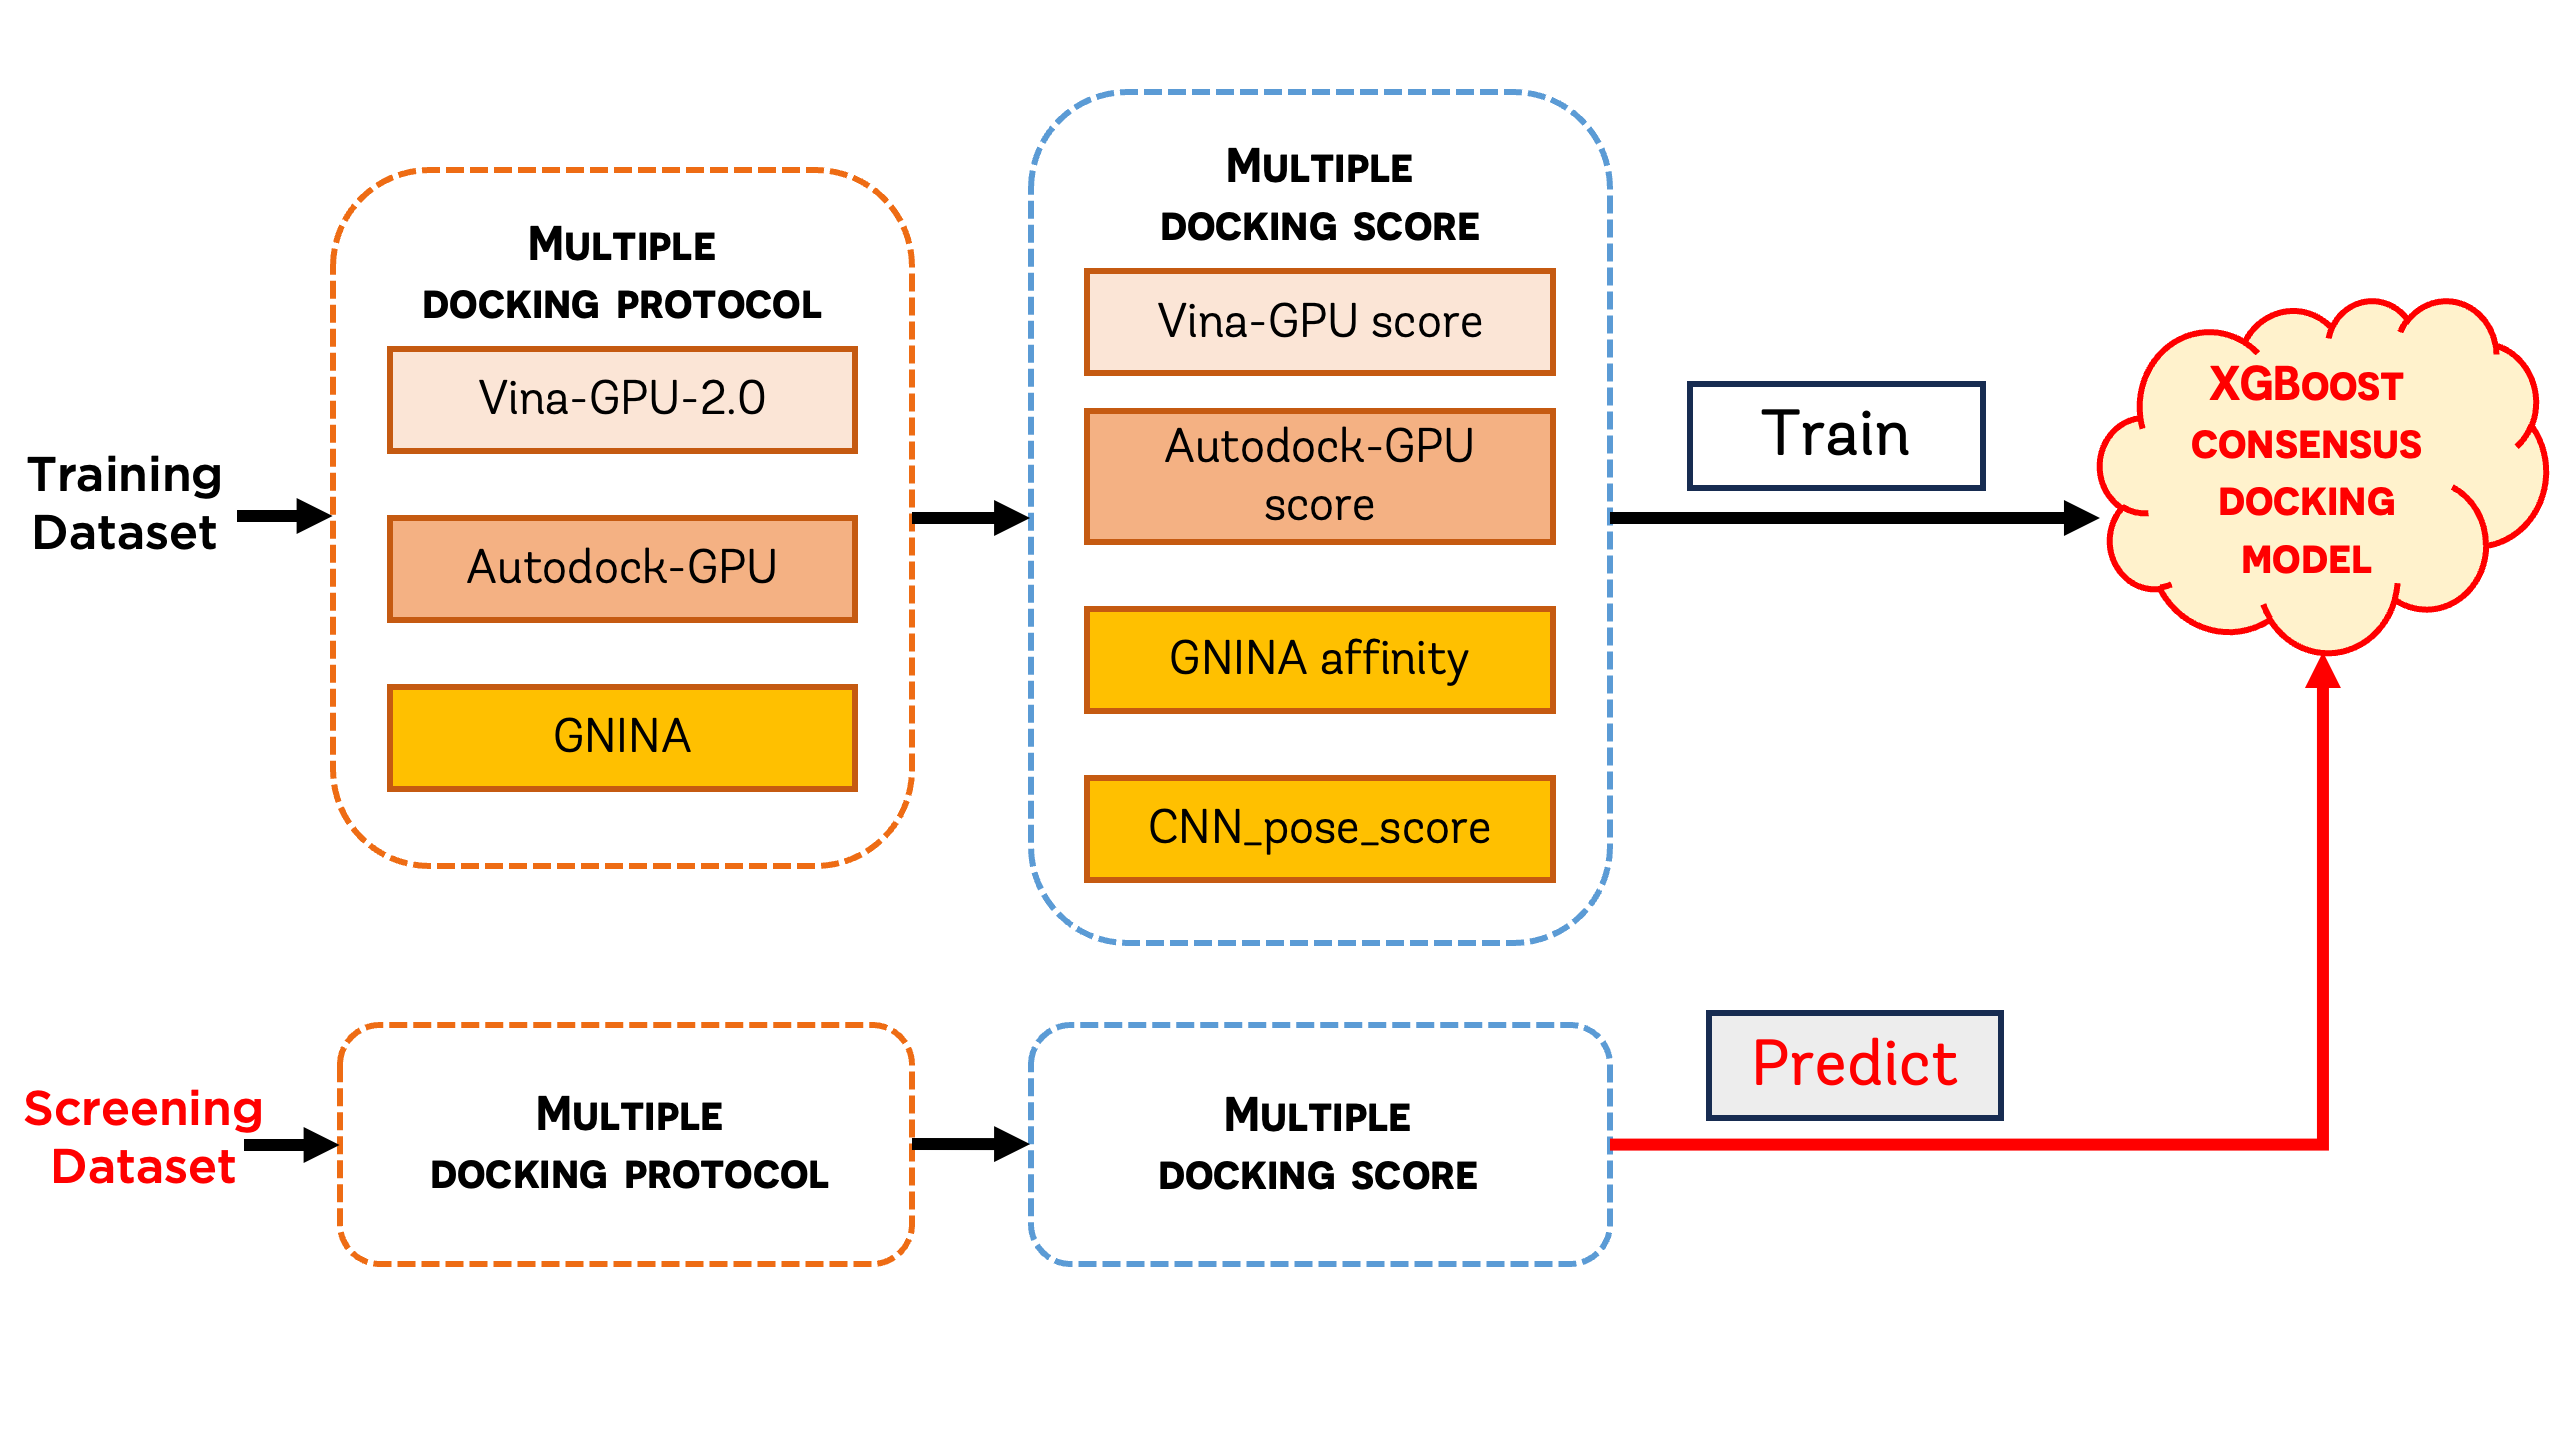 Training
Dataset
MULTIPLE
DOCKING PROTOCOL
Vina-GPU-2.0
Autodock-GPU
GNINA
MULTIPLE
DOCKING SCORE
Vina-GPU score
Autodock-GPU
score
GNINA affinity
CNN_pose_score
Train
XGBOOST
CONSENSUS
DOCKING
MODEL
Screening
Dataset
MULTIPLE
DOCKING PROTOCOL
MULTIPLE
DOCKING SCORE
Predict